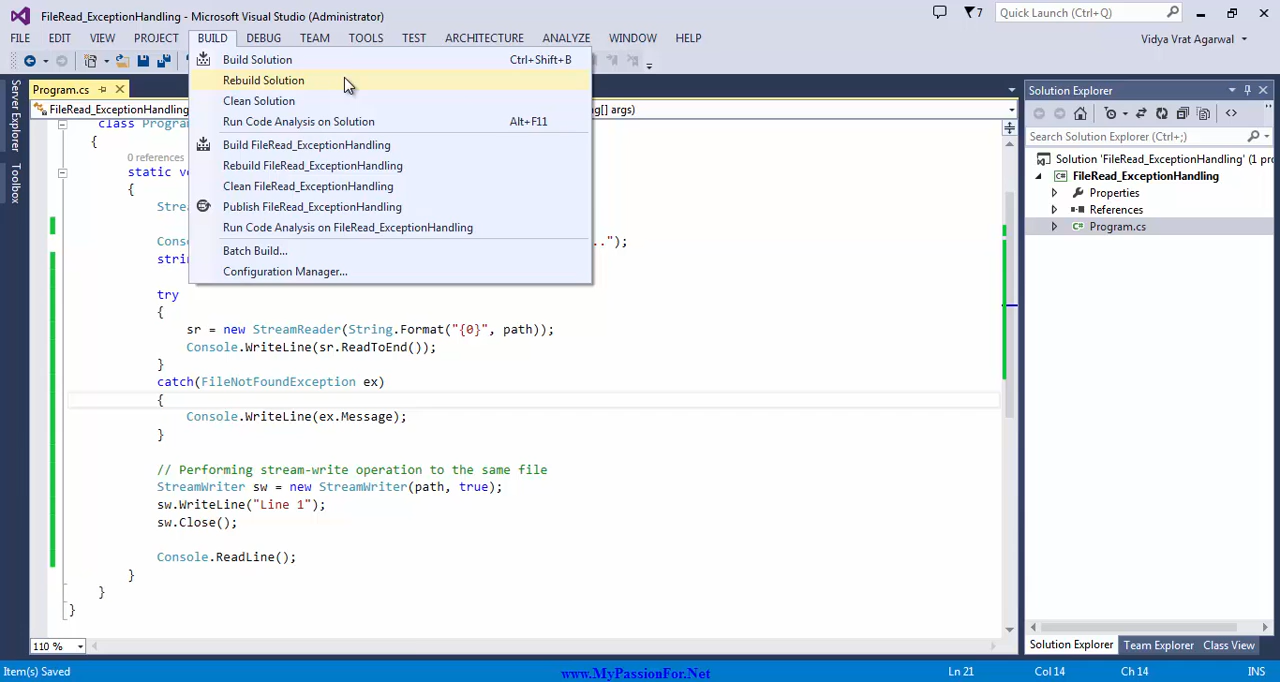 FileRead_ExceptionHandling - Microsoft Visual Studio (Administrator)
7
Quick Launch (Ctrl+Q)
FILE EDIT VIEW PROJECT BUILD DEBUG TEAM TOOLS TEST ARCHITECTURE ANALYZE WINDOW HELP
Vidya Vrat Agarwal
Build Solution Ctrl+Shift+B
Rebuild Solution
Clean Solution
Run Code Analysis on Solution Alt+F11
Build FileRead_ExceptionHandling
Rebuild FileRead_ExceptionHandling
Clean FileRead_ExceptionHandling
Publish FileRead_ExceptionHandling
Run Code Analysis on FileRead_ExceptionHandling
Batch Build...
Configuration Manager...
Server Explorer
Toolbox
Program.cs
FileRead_ExceptionHandling
[] args)
class Progra
{
0 references
static v
{
Stre
Cons
.");
strin
try
{
sr = new StreamReader(String.Format("{0}", path));
Console.WriteLine(sr.ReadToEnd());
}
catch(FileNotFoundException ex)
{
Console.WriteLine(ex.Message);
}
// Performing stream-write operation to the same file
StreamWriter sw = new StreamWriter(path, true);
sw.WriteLine("Line 1");
sw.Close();
Console.ReadLine();
}
}
}
110 %
Solution Explorer
Search Solution Explorer (Ctrl+;)
Solution 'FileRead_ExceptionHandling' (1 pro
FileRead_ExceptionHandling
Properties
References
Program.cs
Solution Explorer Team Explorer Class View
Item(s) Saved
www.MyPassionFor.Net
Ln 21 Col 14 Ch 14 INS